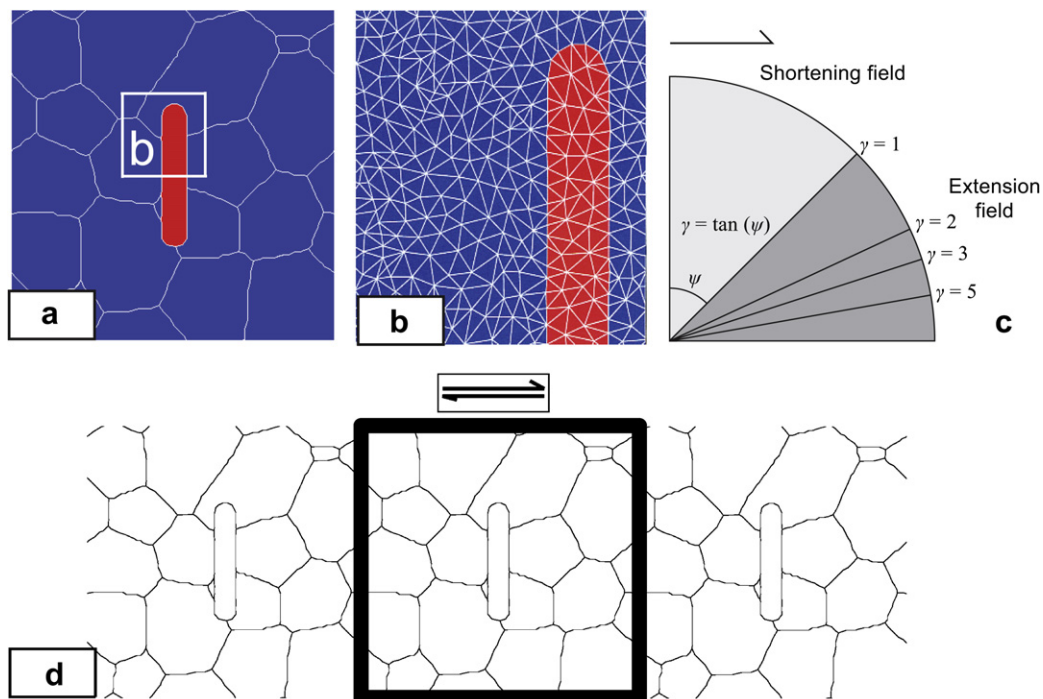 b
a
b
Shortening field
γ = 1
Extension
field
γ = 2
γ = tan (ψ)
γ = 3
ψ
γ = 5
c
d